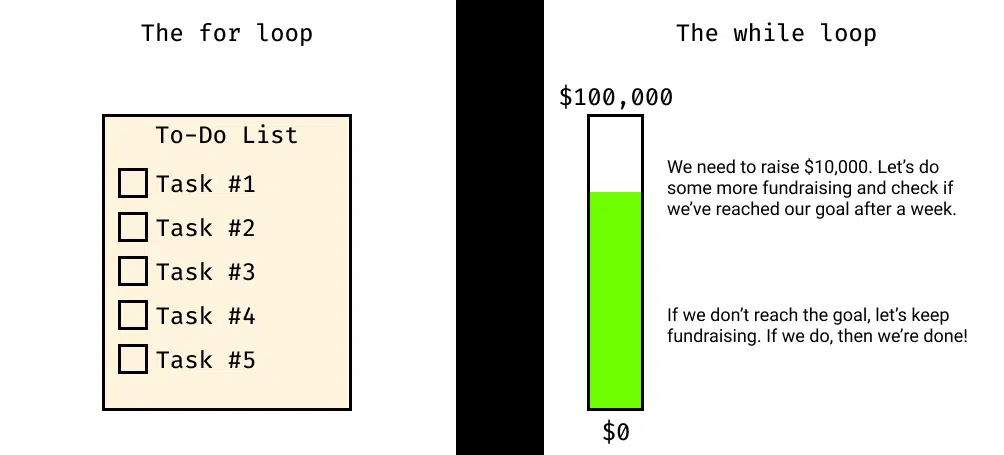 The for loop
To-Do List
Task #1
Task #2
Task #3
Task #4
Task #5
The while loop
$100,000
We need to raise $10,000. Let’s do
some more fundraising and check if
we’ve reached our goal after a week.
If we don’t reach the goal, let’s keep
fundraising. If we do, then we’re done!
$0